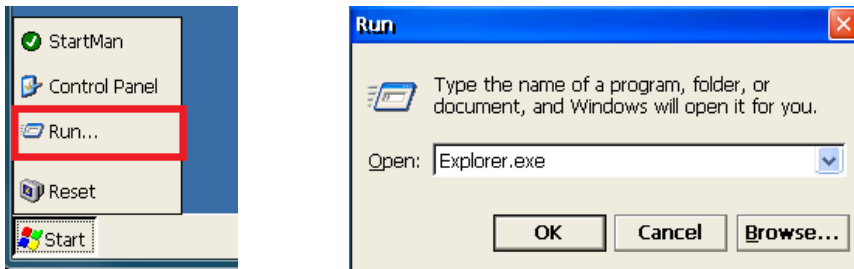 StartMan
Control Panel
Run...
Reset
Start
Run
Type the name of a program, folder, or
document, and Windows will open it for you.
Open: Explorer.exe
OK Cancel Browse...